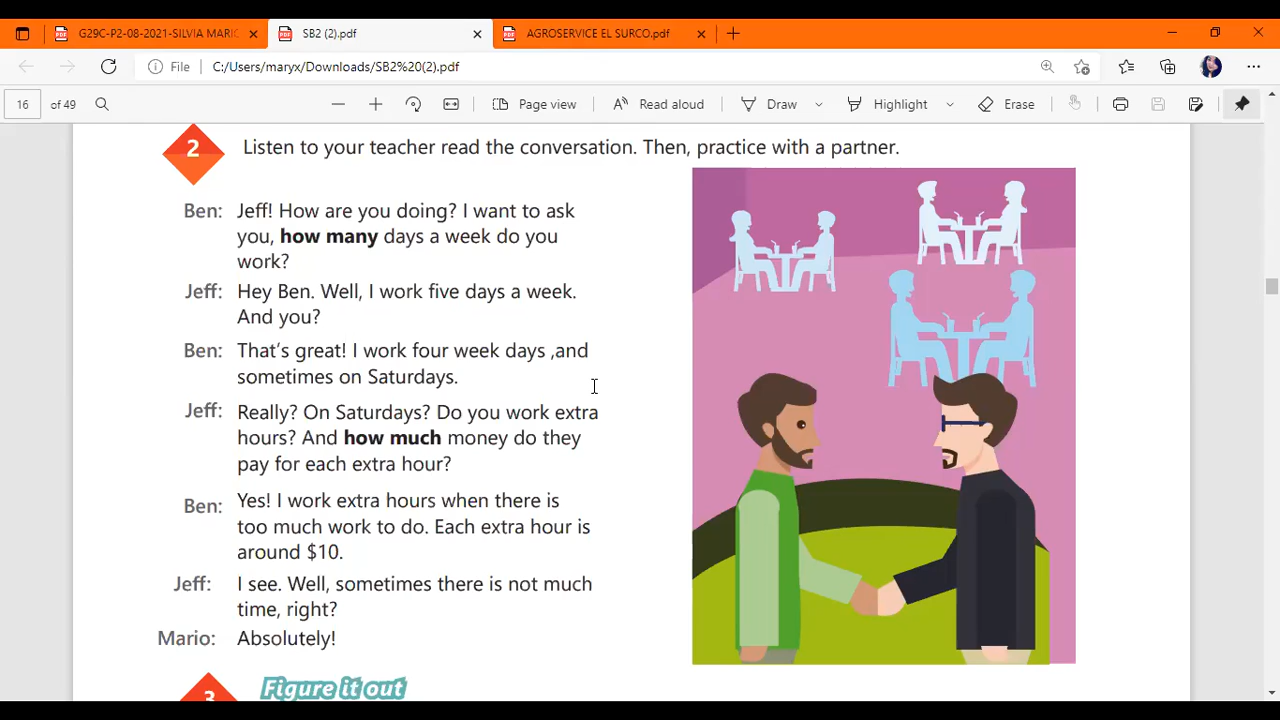 G29C-P2-08-2021-SILVIA MARIO
SB2 (2).pdf
AGROSERVICE EL SURCO.pdf
File
C:/Users/maryx/Downloads/SB2%20(2).pdf
16 of 49
Page view
Read aloud
Draw
Highlight
Erase
2 Listen to your teacher read the conversation. Then, practice with a partner.
Ben: Jeff! How are you doing? I want to ask
you, how many days a week do you
work?
Jeff: Hey Ben. Well, I work five days a week.
And you?
Ben: That's great! I work four week days ,and
sometimes on Saturdays.
Jeff: Really? On Saturdays? Do you work extra
hours? And how much money do they
pay for each extra hour?
Ben: Yes! I work extra hours when there is
too much work to do. Each extra hour is
around $10.
Jeff: I see. Well, sometimes there is not much
time, right?
Mario: Absolutely!
3 Figure it out